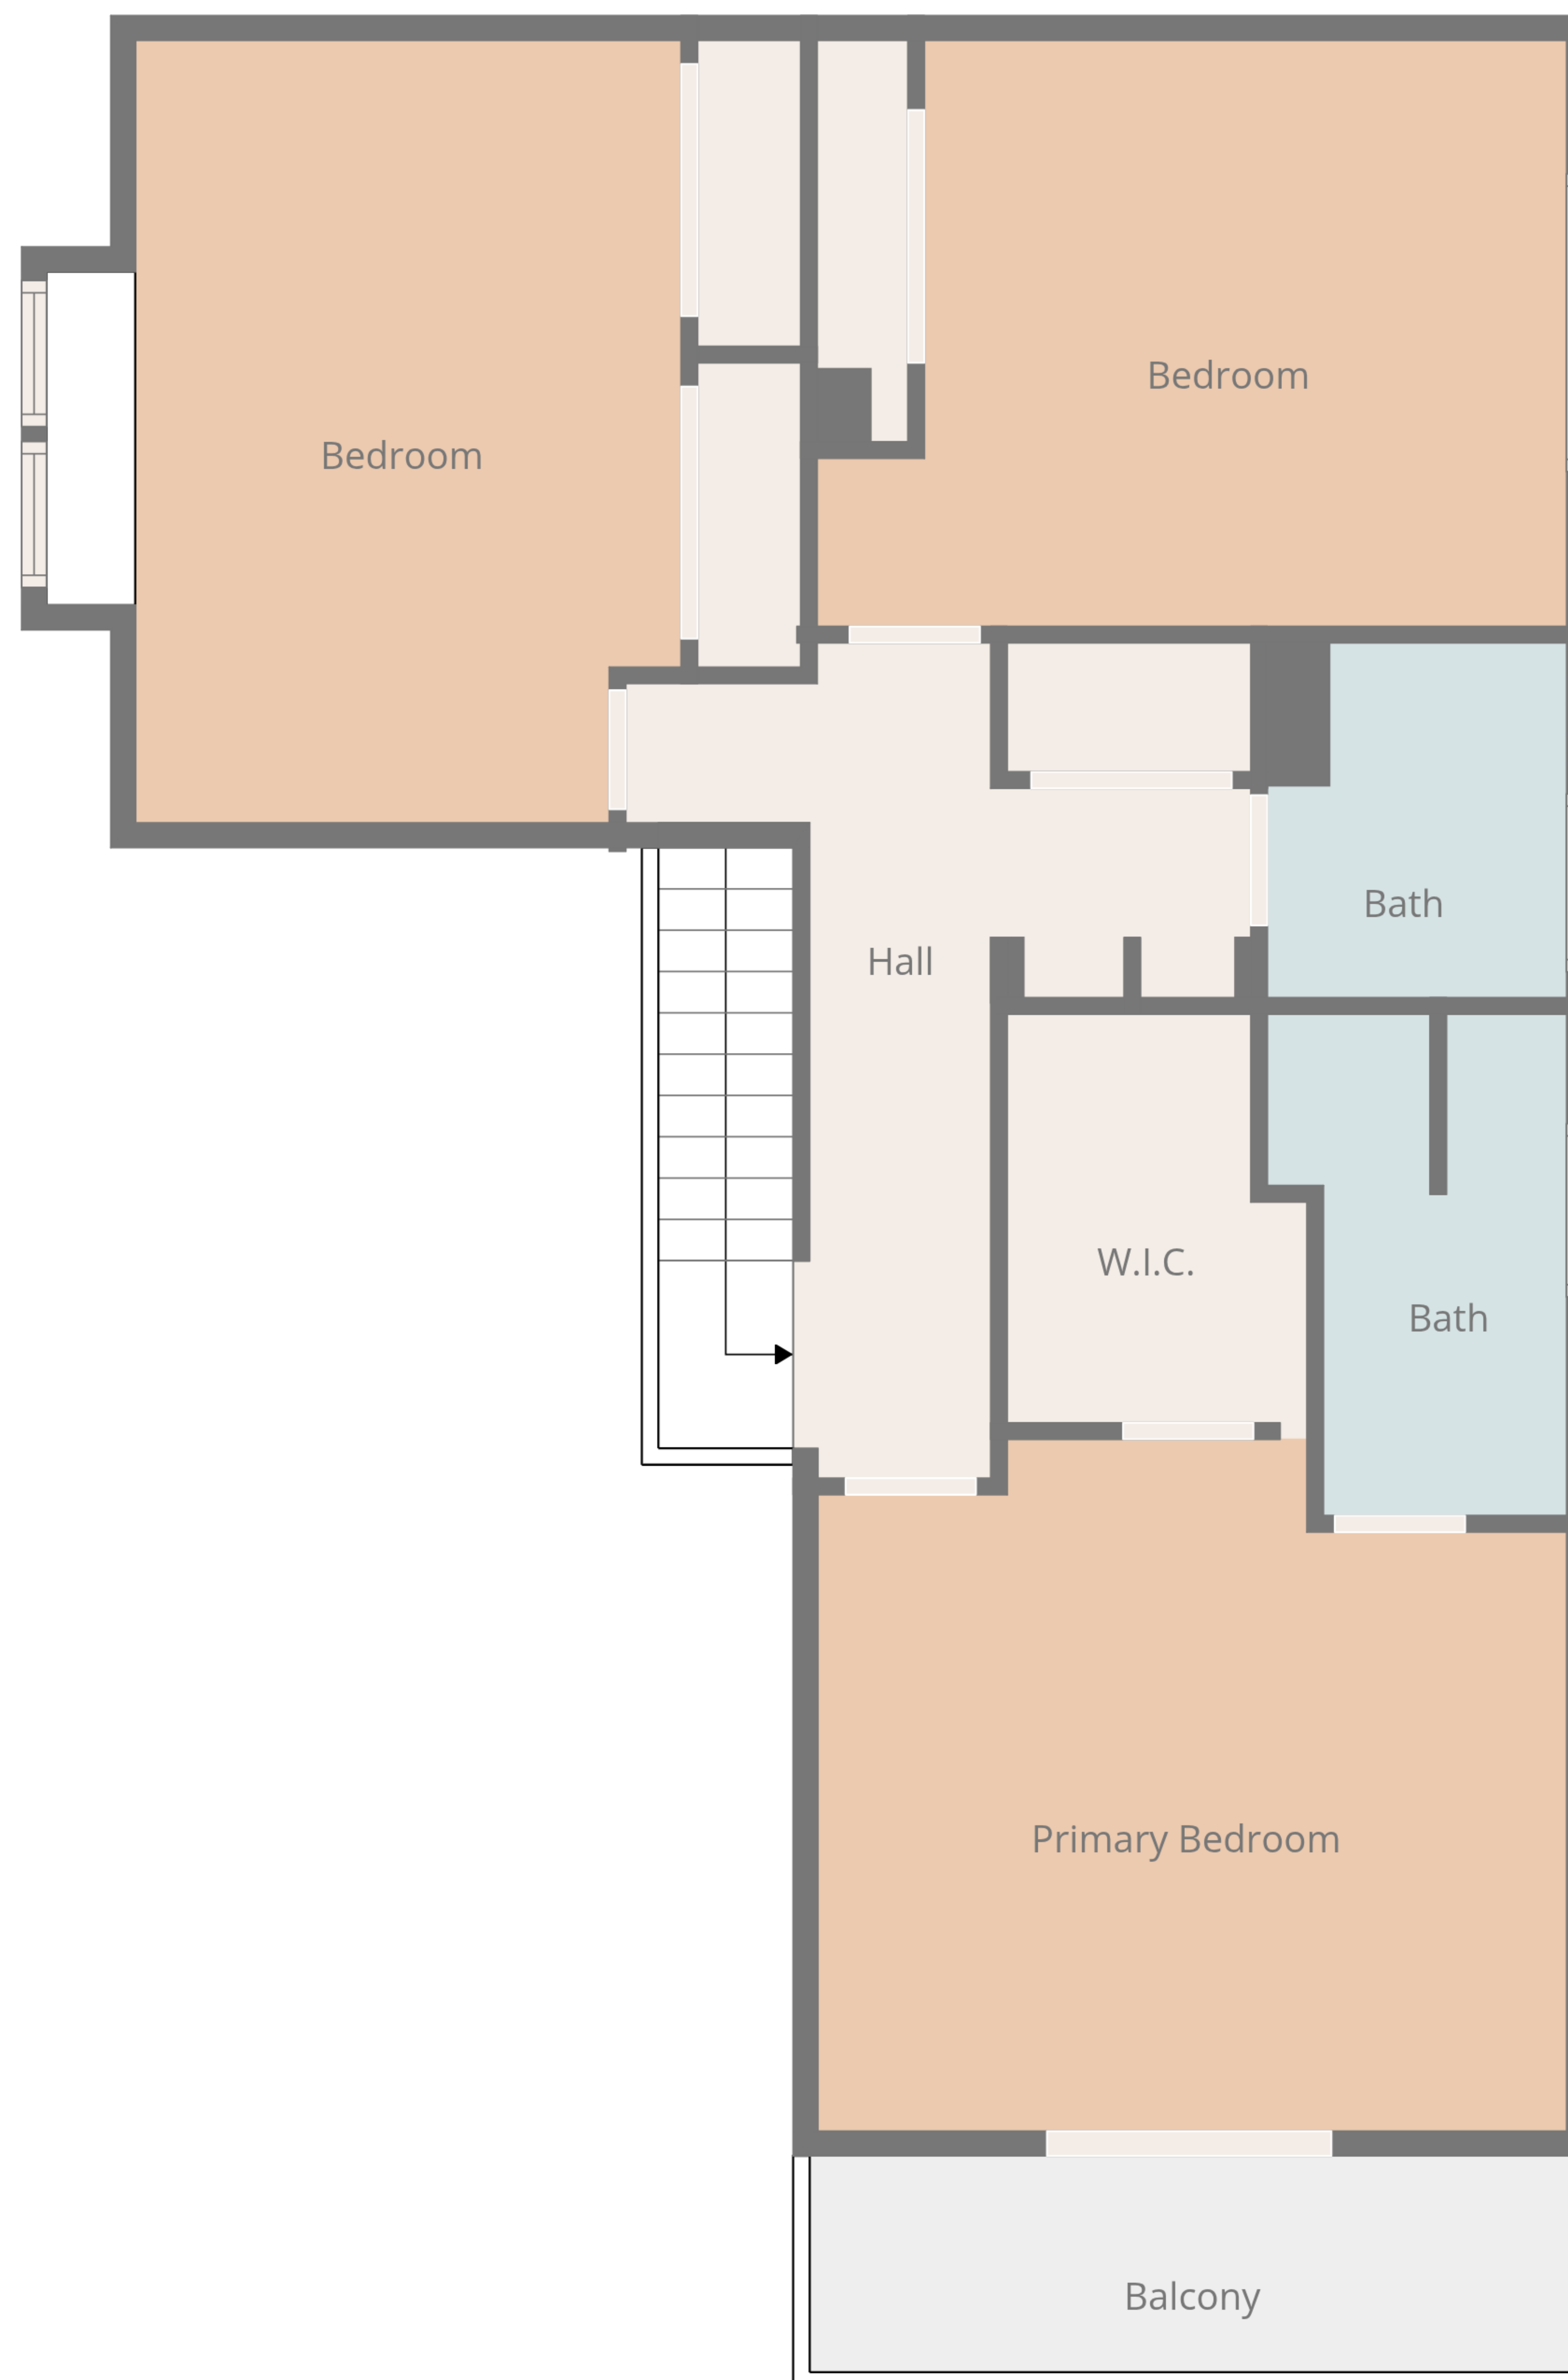 Bedroom
Bedroom
Bath
Hall
W.I.C.
Bath
Primary Bedroom
Balcony